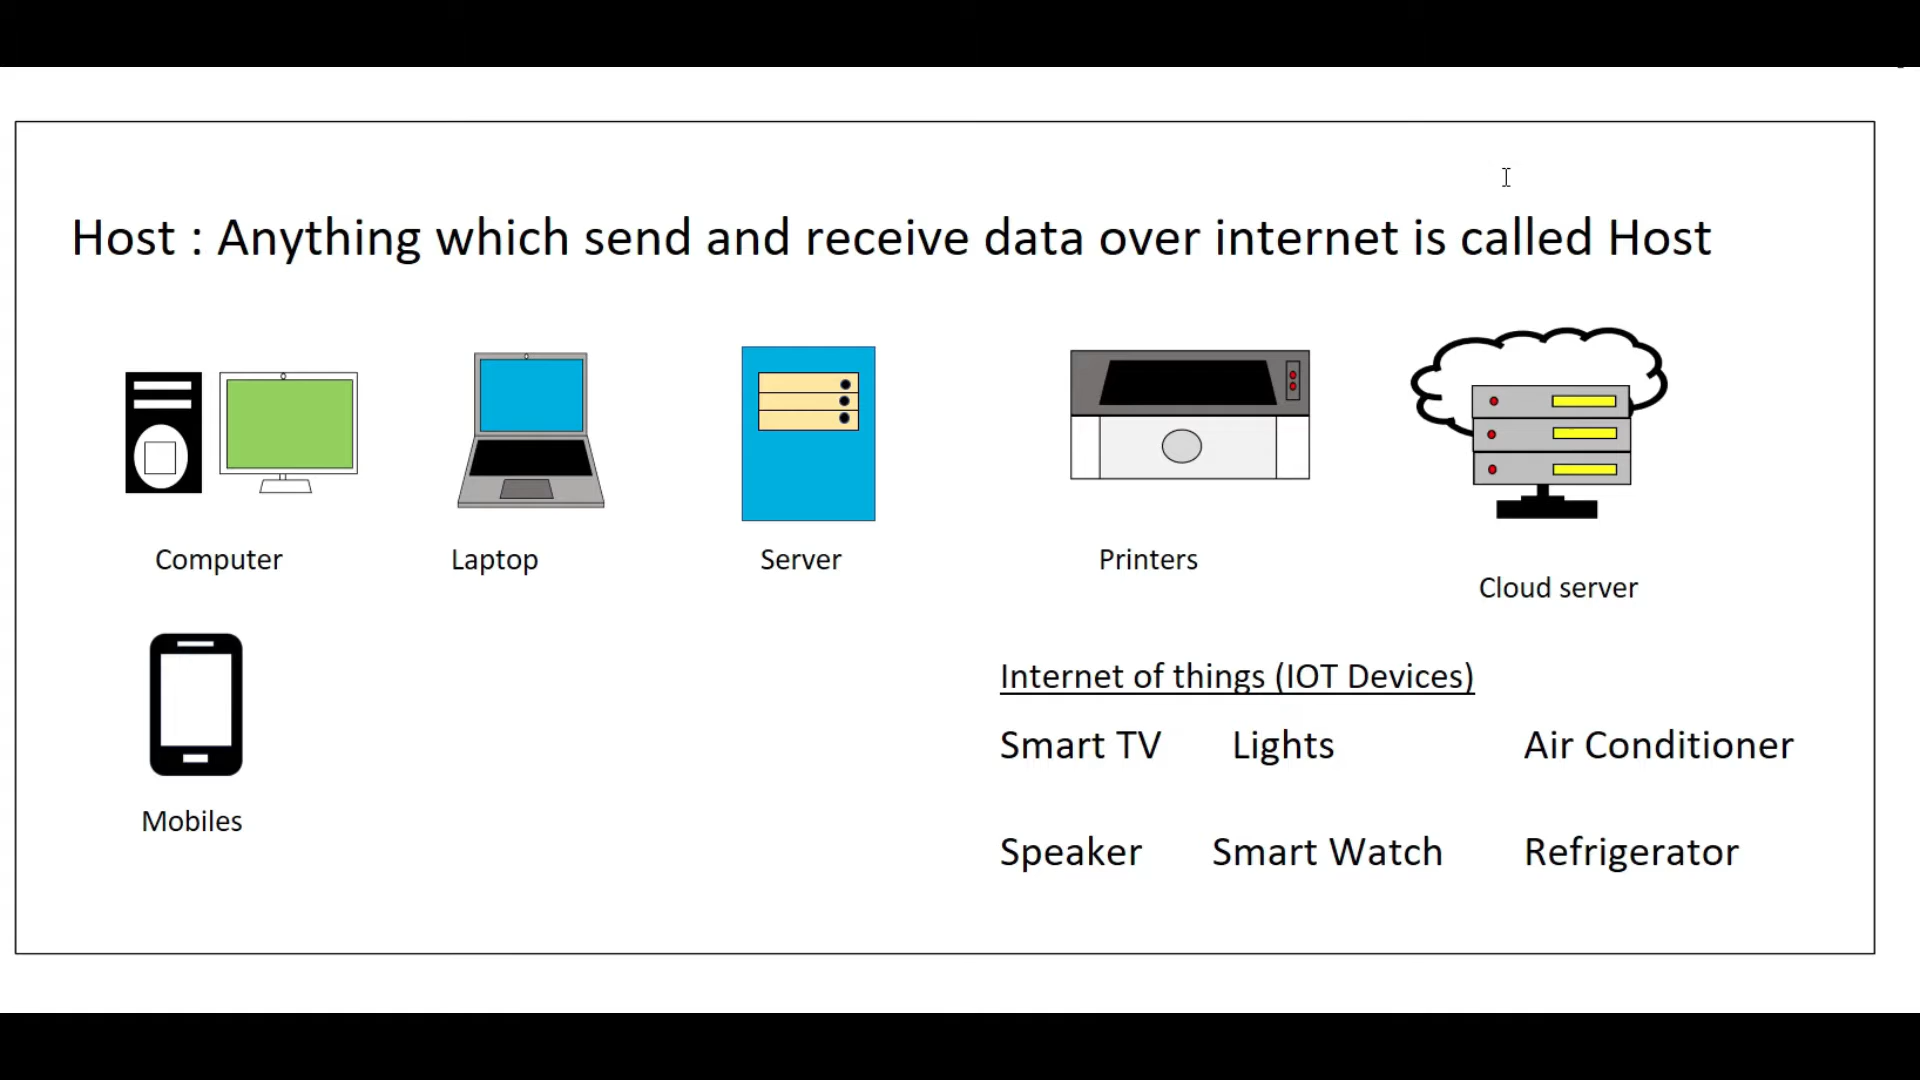 Host : Anything which send and receive data over internet is called Host
Computer
Laptop
Server
Printers
Cloud server
Mobiles
Internet of things (IOT Devices)
Smart TV Lights Air Conditioner
Speaker Smart Watch Refrigerator